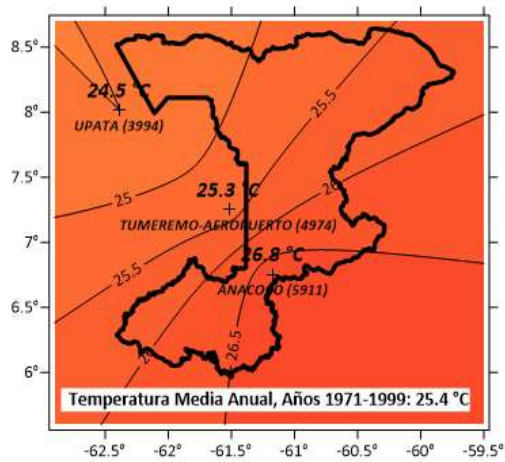 8.5°
24.5 °C
8°
UPATA (3994)
25.5
7.5°
26
25
25.3 °C
TUMEREMO-AEROPUERTO (4974)
7°
26.8 °C
25.5
ANACOCO (5911)
6.5°
26
26.5
6°
Temperatura Media Anual, Años 1971-1999: 25.4 °C
-62.5° -62° -61.5° -61° -60.5° -60° -59.5°